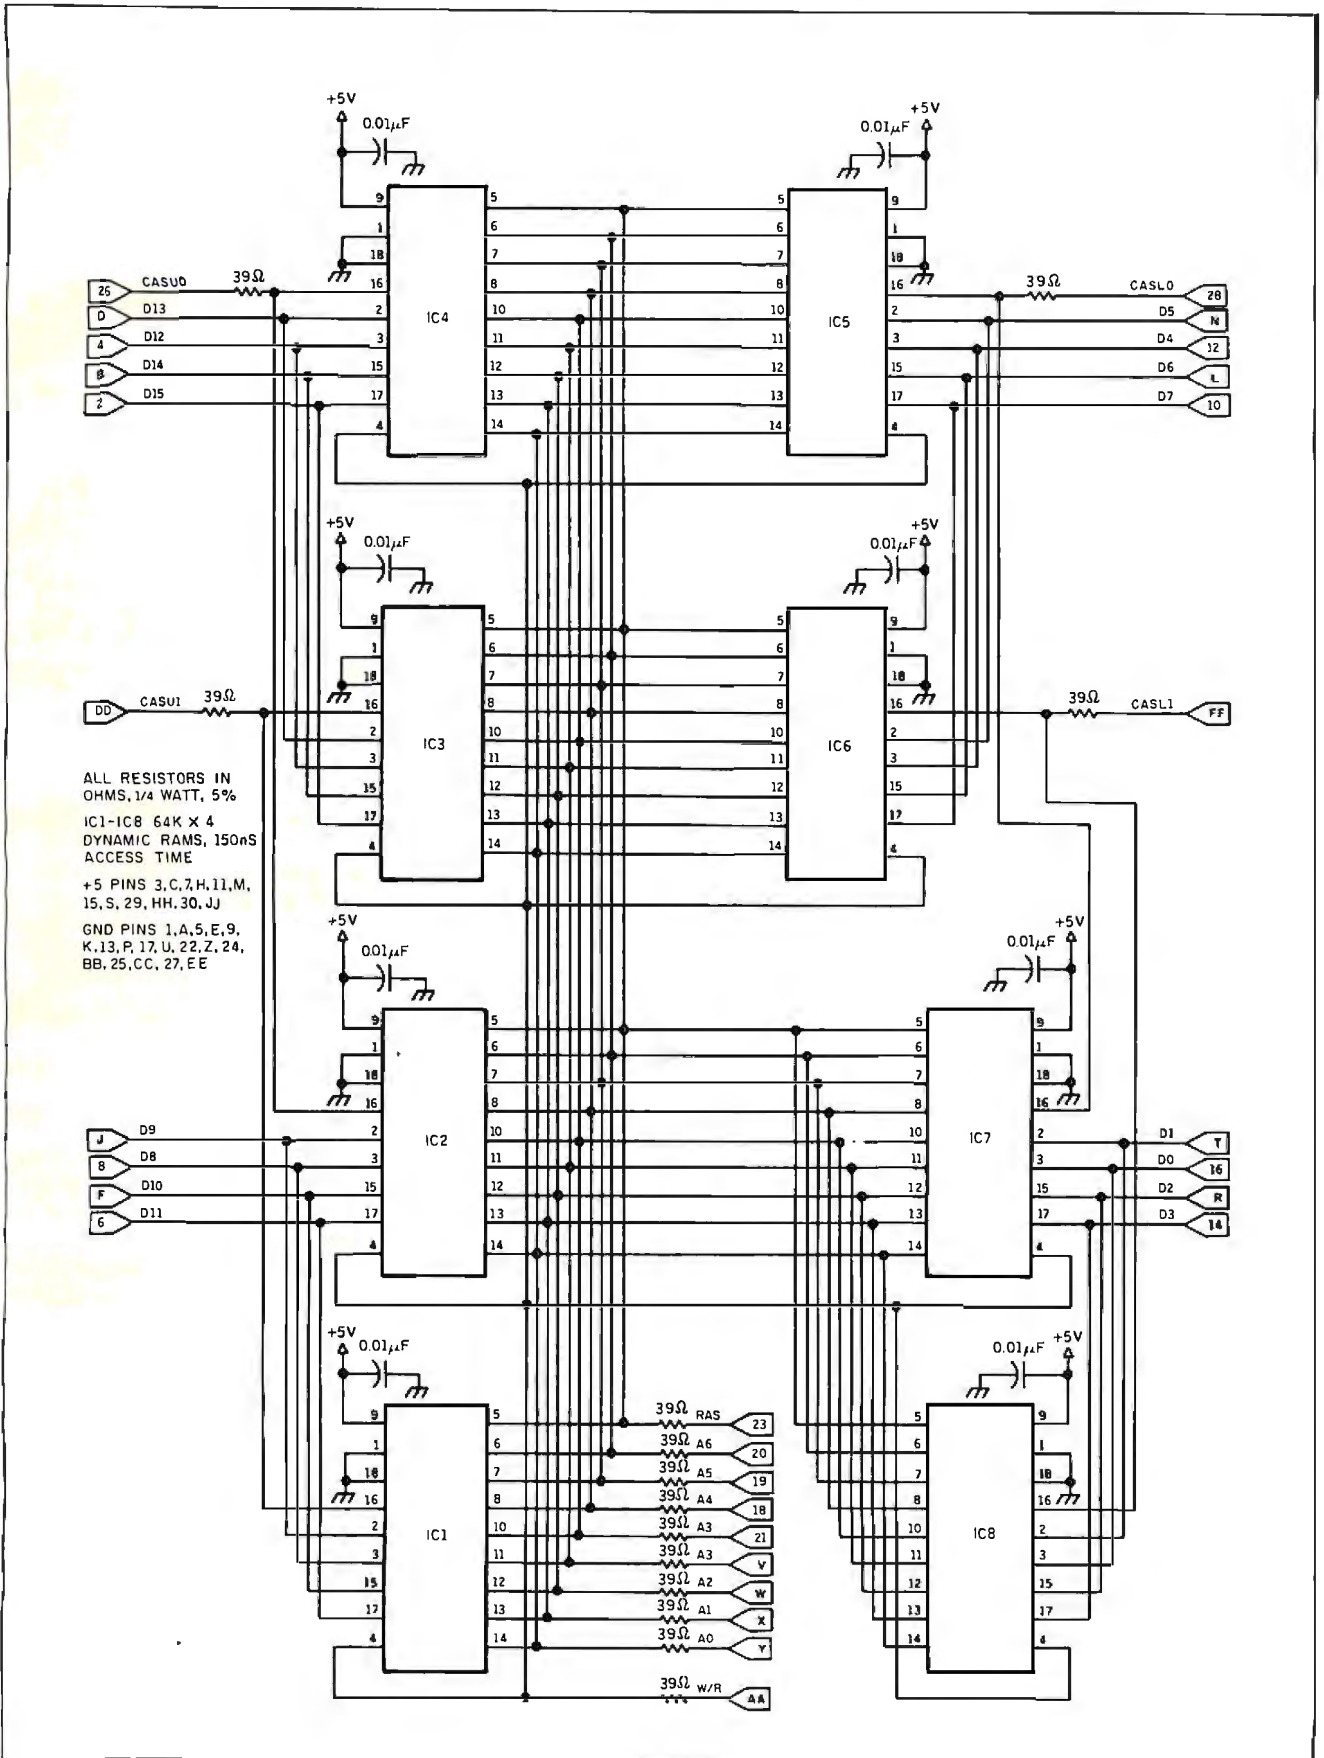 +5V
0.01µF
+5V
0.01µF
9
1
18
16
2
3
15
17
4
IC4
5
6
7
8
10
11
12
13
14
5
6
7
8
10
11
12
13
14
IC5
9
1
18
16
2
3
15
17
4
26 CASU0 39Ω
D D13
4 D12
B D14
2 D15
39Ω CASL0 28
D5 N
D4 12
D6 L
D7 10
+5V
0.01µF
+5V
0.01µF
9
1
18
16
2
3
15
17
4
IC3
5
6
7
8
10
11
12
13
14
5
6
7
8
10
11
12
13
14
IC6
9
1
18
16
2
3
15
17
4
DD CASU1 39Ω
39Ω CASL1 FF
ALL RESISTORS IN
OHMS, 1/4 WATT, 5%
IC1-IC8 64K X 4
DYNAMIC RAMS, 150nS
ACCESS TIME
+5 PINS 3,C,7,H,11,M,
15,S, 29, HH, 30, JJ
GND PINS 1,A,5,E,9,
K,13,P, 17, U, 22, Z, 24,
BB, 25, CC, 27, EE
+5V
0.01µF
+5V
0.01µF
9
1
18
16
2
3
15
17
4
IC2
5
6
7
8
10
11
12
13
14
5
6
7
8
10
11
12
13
14
IC7
9
1
18
16
2
3
15
17
4
J D9
8 D8
F D10
6 D11
D1 T
D0 16
D2 R
D3 14
+5V
0.01µF
+5V
0.01µF
9
1
18
16
2
3
15
17
4
IC1
5
6
7
8
10
11
12
13
14
39Ω RAS 23
39Ω A6 20
39Ω A5 19
39Ω A4 18
39Ω A3 21
39Ω A3 V
39Ω A2 W
39Ω A1 X
39Ω A0 Y
39Ω W/R AA
5
6
7
8
10
11
12
13
14
IC8
9
1
18
16
2
3
15
17
4